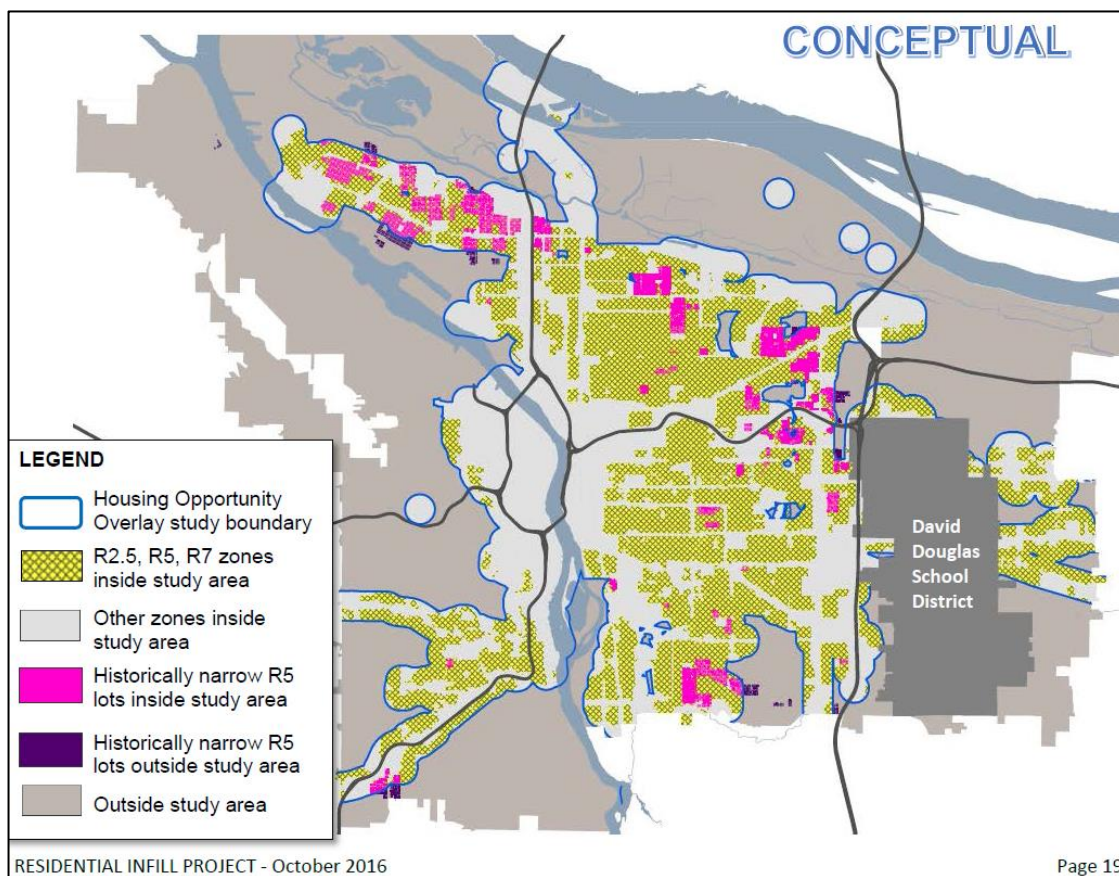 CONCEPTUAL
LEGEND
Housing Opportunity
Overlay study boundary
R2.5, R5, R7 zones
inside study area
Other zones inside
study area
Historically narrow R5
lots inside study area
Historically narrow R5
lots outside study area
Outside study area
David
Douglas
School
District
RESIDENTIAL INFILL PROJECT - October 2016
Page 19